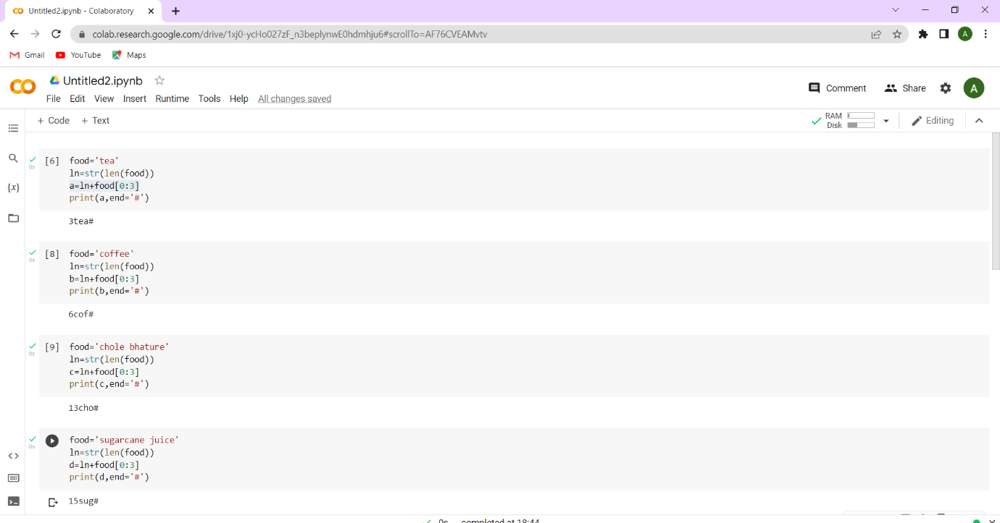 Untitled2.ipynb - Colaboratory
colab.research.google.com/drive/1xj0-ycHo027zF_n3beplynwE0hdmhju6#scrollTo=AF76CVEAMvtv
A
Gmail YouTube Maps
Untitled2.ipynb
File Edit View Insert Runtime Tools Help All changes saved
Comment Share A
+ Code + Text
RAM
Disk
Editing
{x}
0s
[6] food='tea'
ln=str(len(food))
a=ln+food[0:3]
print(a,end='#')
3tea#
0s
[8] food='coffee'
ln=str(len(food))
b=ln+food[0:3]
print(b,end='#')
6cof#
0s
[9] food='chole bhature'
ln=str(len(food))
c=ln+food[0:3]
print(c,end='#')
13cho#
0s
food='sugarcane juice'
ln=str(len(food))
d=ln+food[0:3]
print(d,end='#')
15sug#
0s completed at 18:44